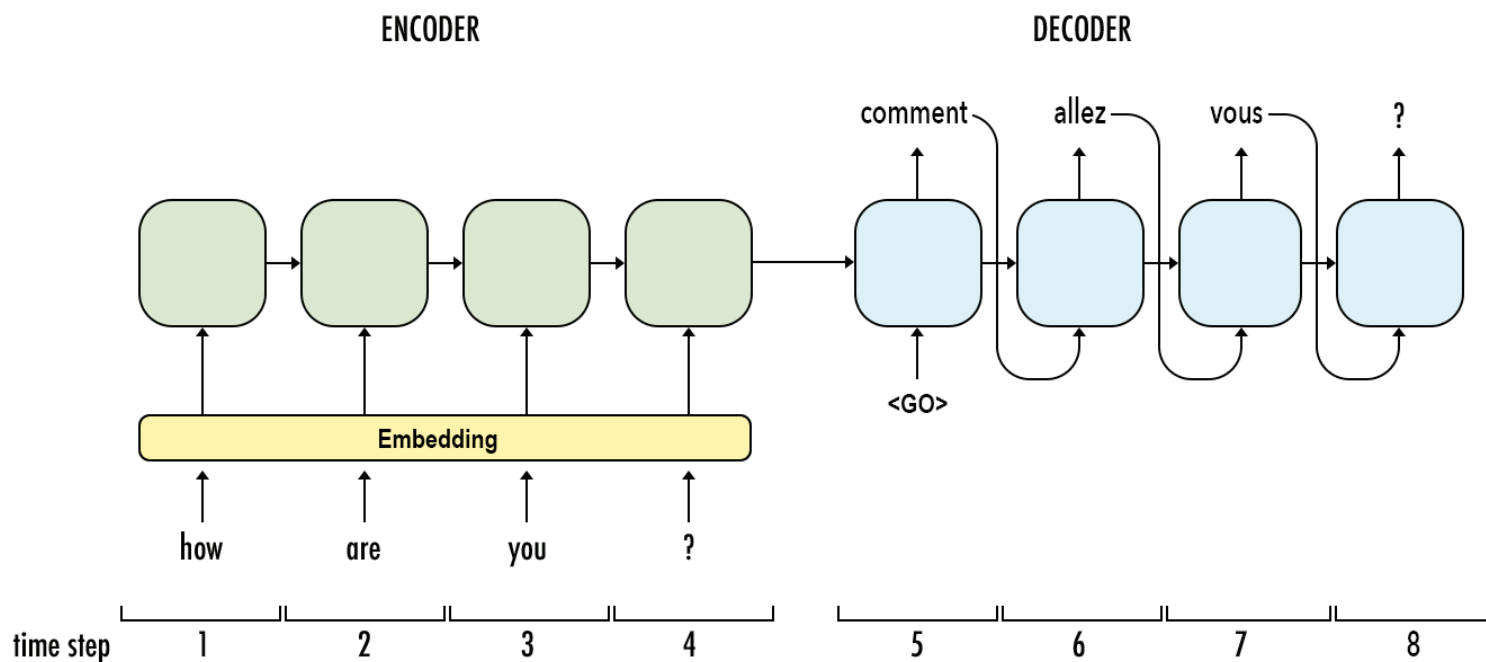 ENCODER DECODER
comment allez vous ?
<GO>
Embedding
how are you ?
time step 1 2 3 4 5 6 7 8